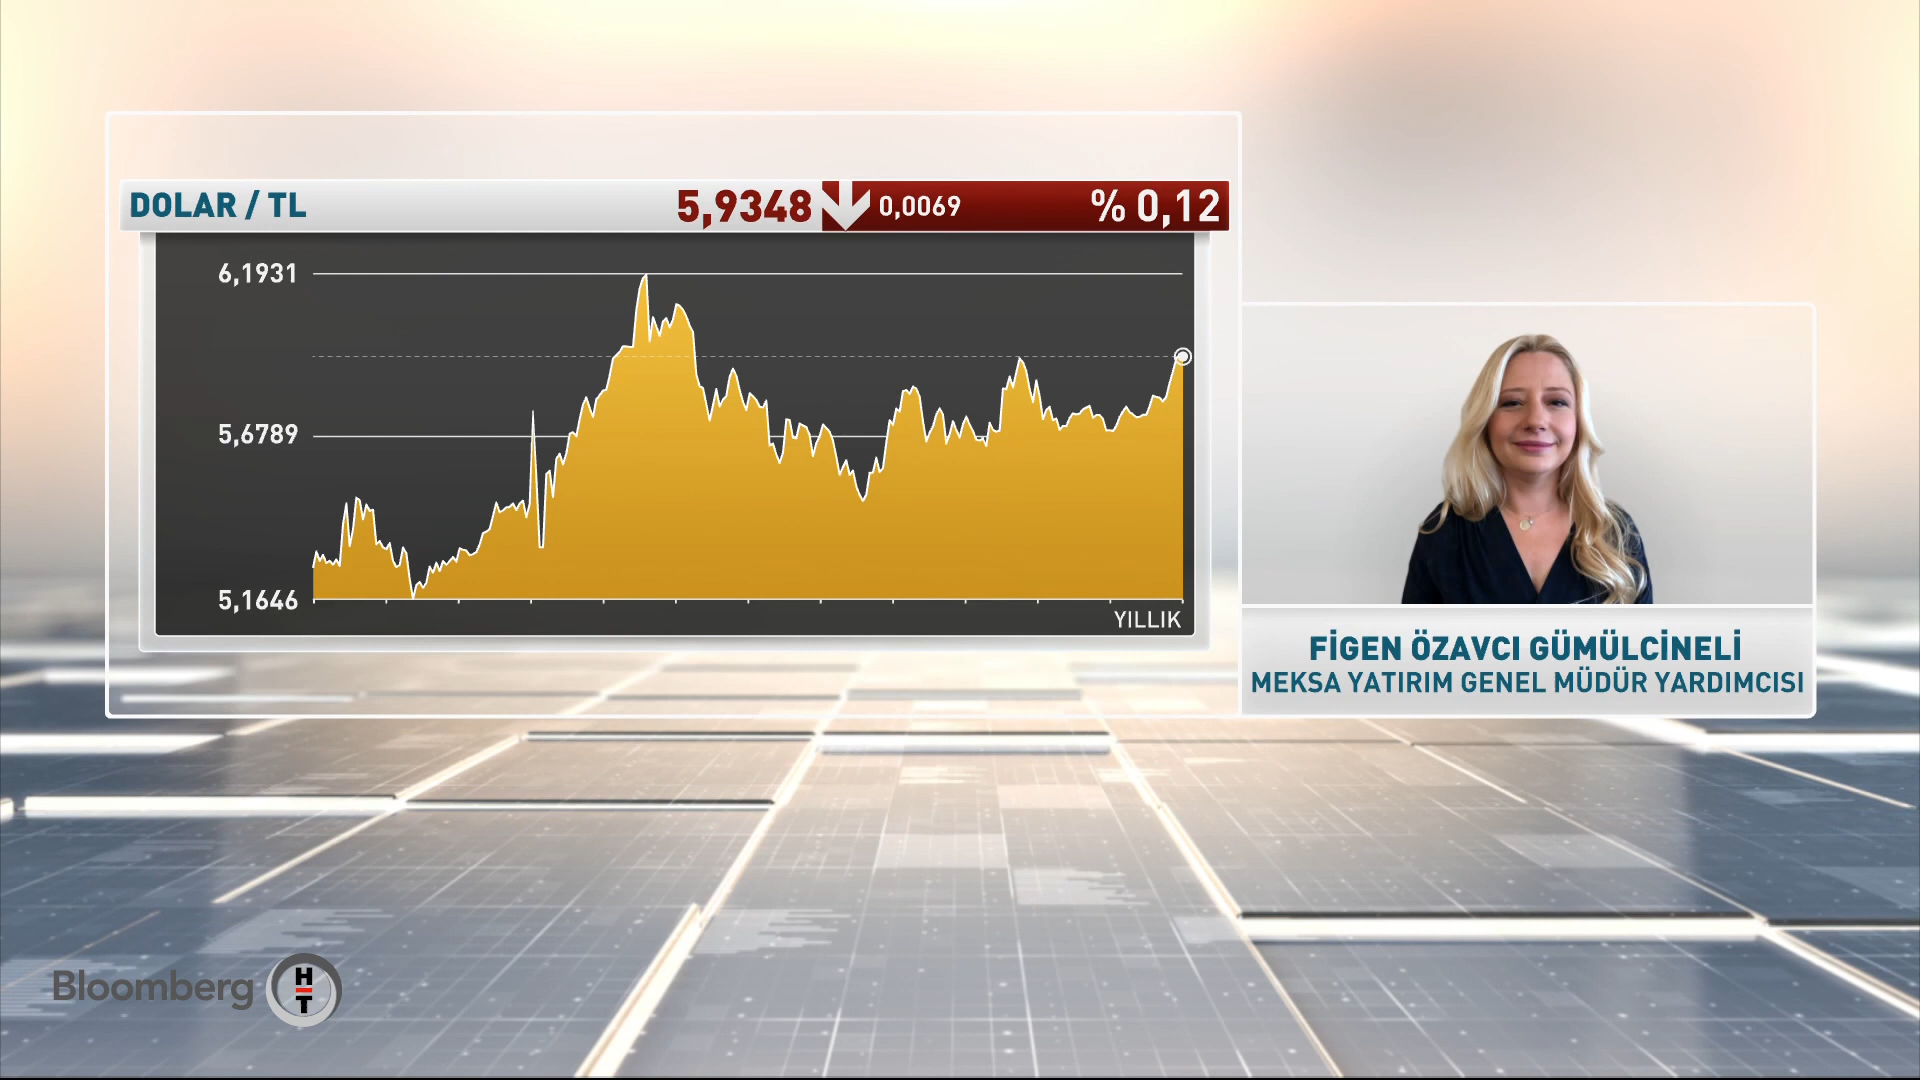 DOLAR / TL 5,9348 0,0069 % 0,12
6,1931
5,6789
5,1646
YILLIK
FİGEN ÖZAVCI GÜMÜLCİNELİ
MEKSA YATIRIM GENEL MÜDÜR YARDIMCISI
Bloomberg HT